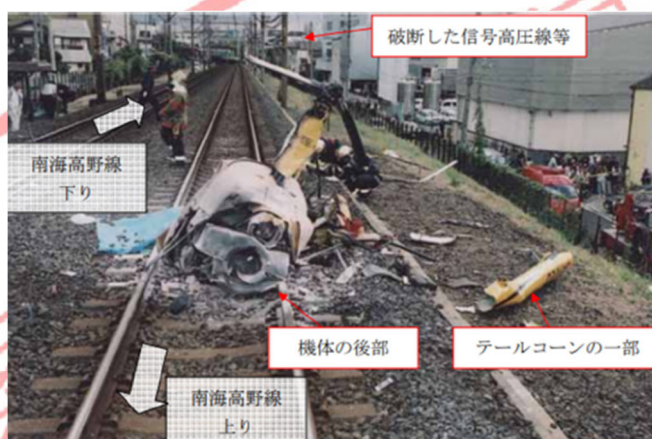 破断した信号高圧線等
南海高野線
下り
機体の後部
テールコーンの一部
南海高野線
上り